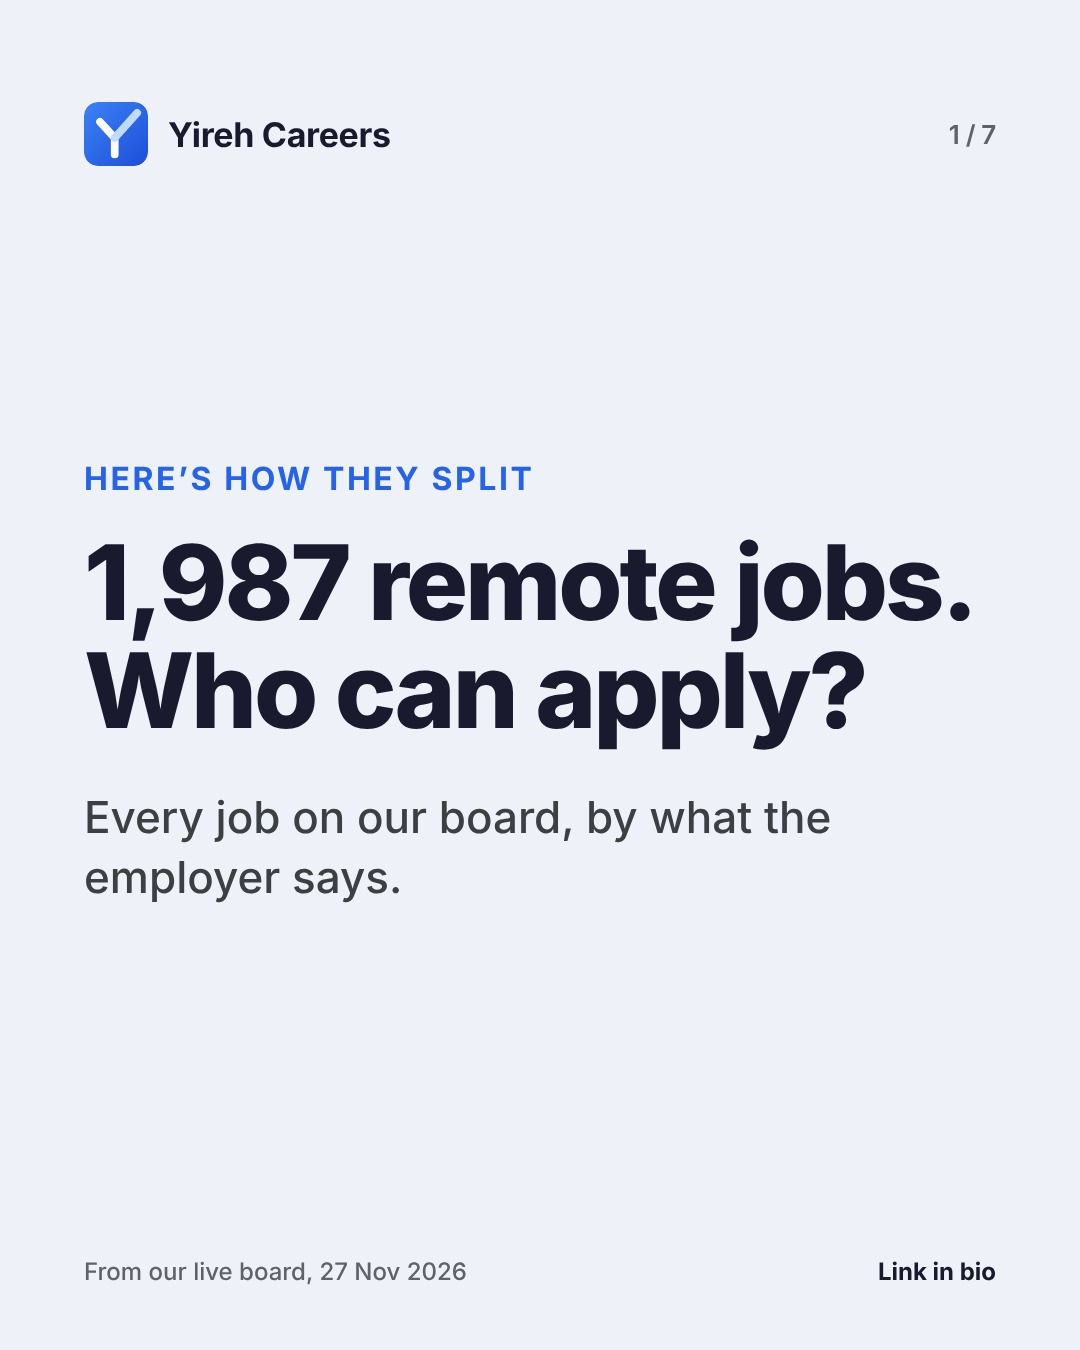 Yireh Careers
1 / 7
HERE’S HOW THEY SPLIT
1,987 remote jobs.
Who can apply?
Every job on our board, by what the
employer says.
From our live board, 27 Nov 2026
Link in bio